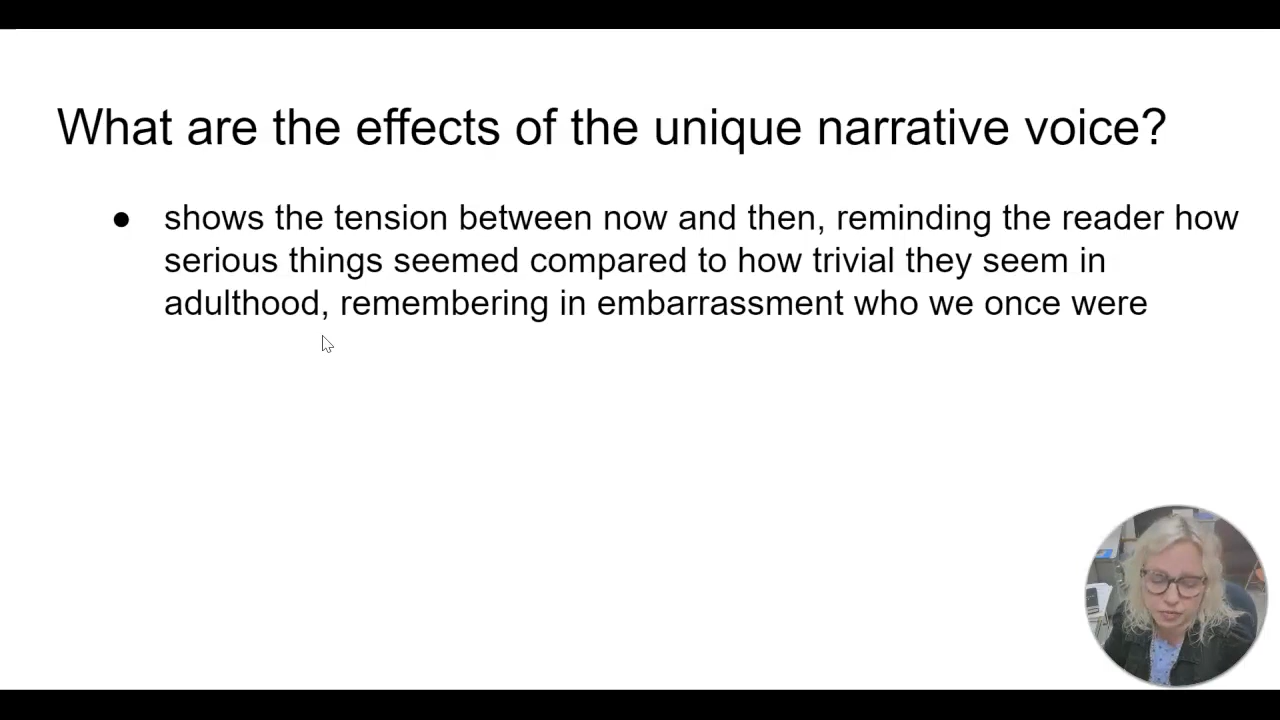 What are the effects of the unique narrative voice?
● shows the tension between now and then, reminding the reader how
serious things seemed compared to how trivial they seem in
adulthood, remembering in embarrassment who we once were